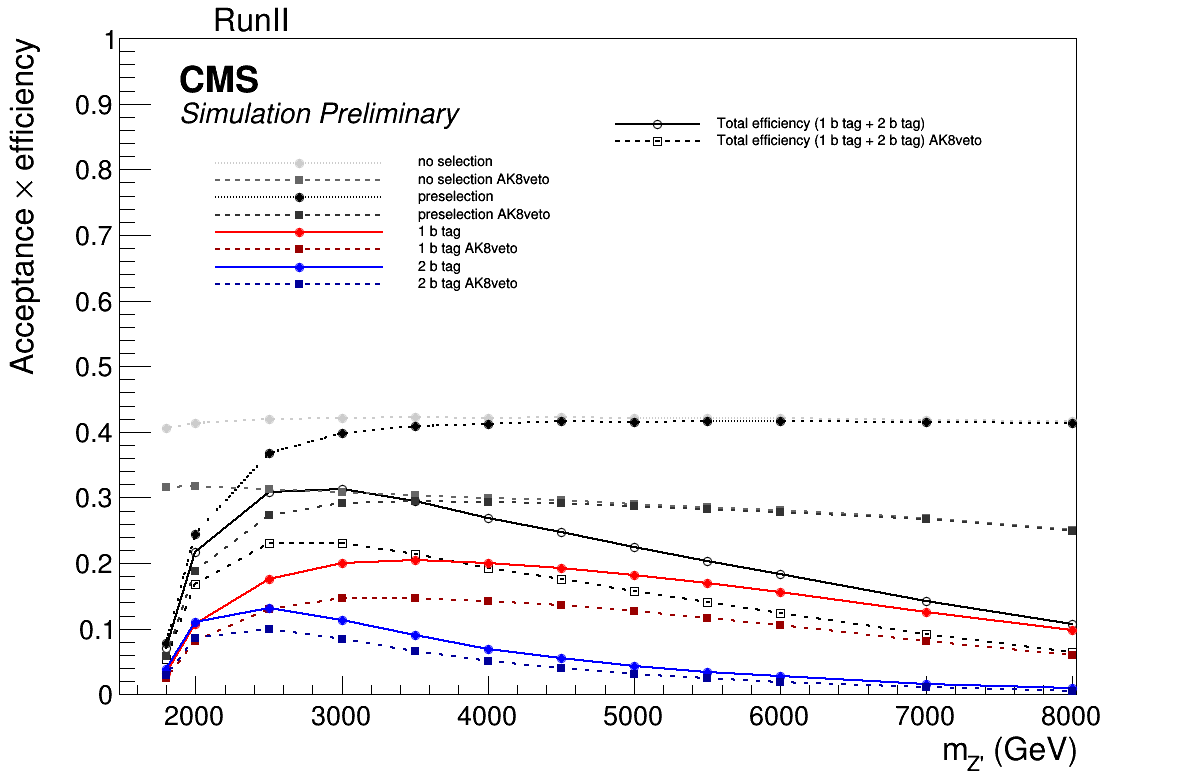 RunII
CMS
Simulation Preliminary
Acceptance × efficiency
Total efficiency (1 b tag + 2 b tag)
Total efficiency (1 b tag + 2 b tag) AK8veto
no selection
no selection AK8veto
preselection
preselection AK8veto
1 b tag
1 b tag AK8veto
2 b tag
2 b tag AK8veto
1
0.9
0.8
0.7
0.6
0.5
0.4
0.3
0.2
0.1
0
2000 3000 4000 5000 6000 7000 8000
m_Z' (GeV)